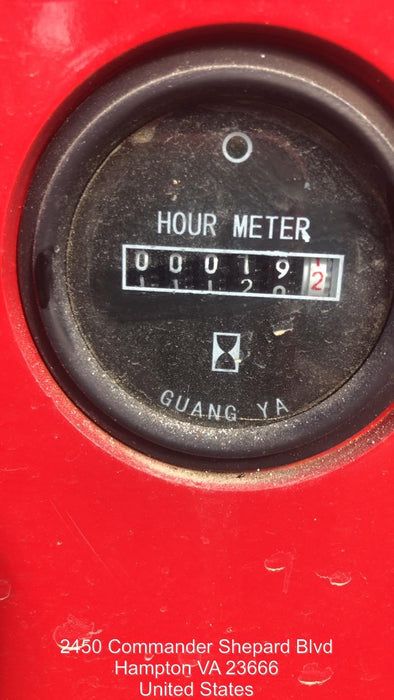 HOUR METER
0 0 0 1 9 2
GUANG YA
2450 Commander Shepard Blvd
Hampton VA 23666
United States